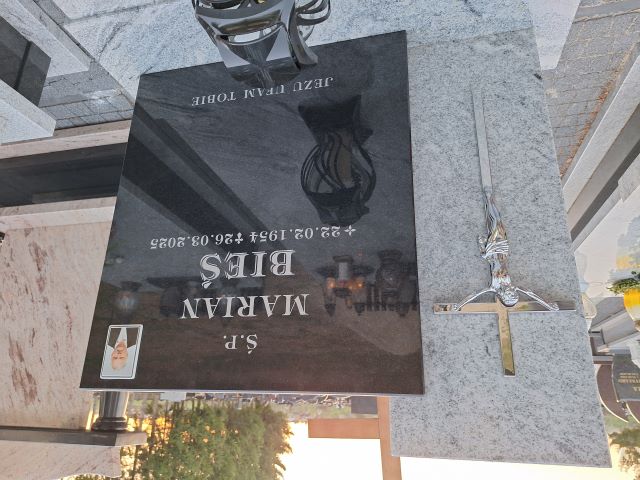 Ś.P.
MARIAN
BIEŚ
✢ 22.02.1954 ✝ 26.03.2025
JEZU UFAM TOBIE